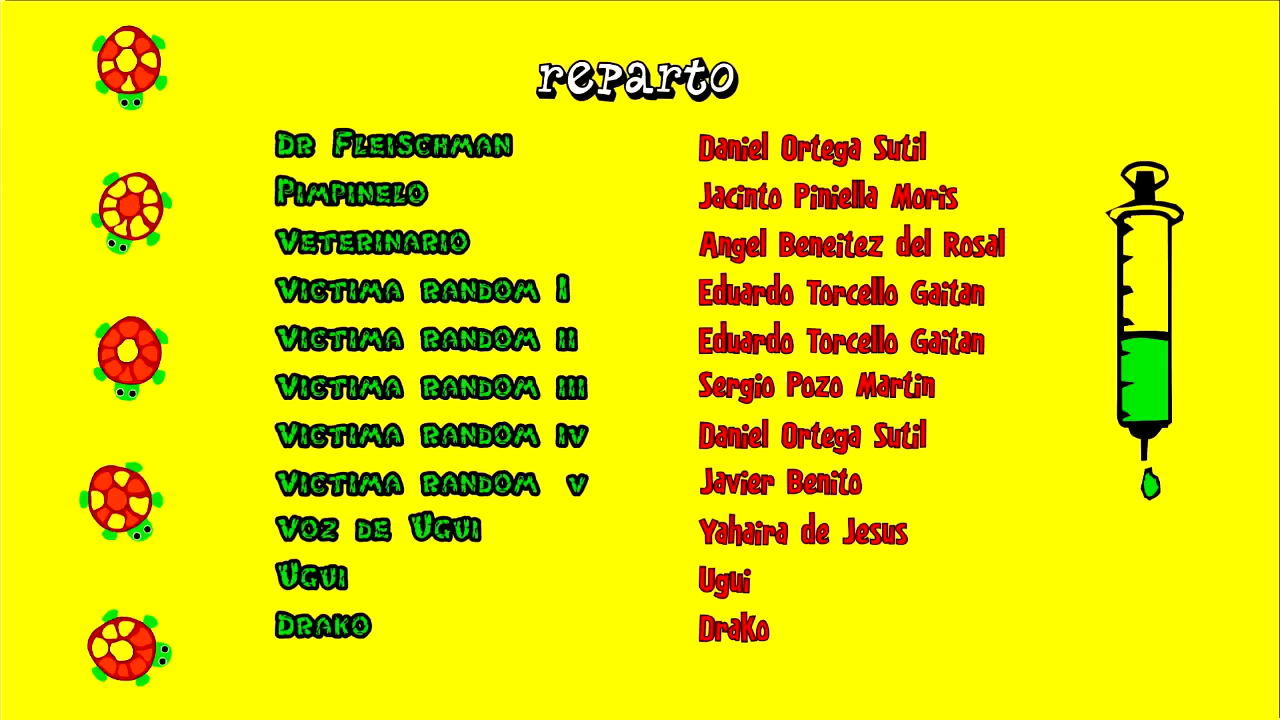 reparto
Dr Fleischman Daniel Ortega Sutil
Pimpinelo Jacinto Piniella Moris
Veterinario Angel Beneitez del Rosal
Victima random I Eduardo Torcello Gaitan
Victima random II Eduardo Torcello Gaitan
Victima random III Sergio Pozo Martin
Victima random IV Daniel Ortega Sutil
Victima random V Javier Benito
Voz de Ugui Yahaira de Jesus
Ugui Ugui
Drako Drako